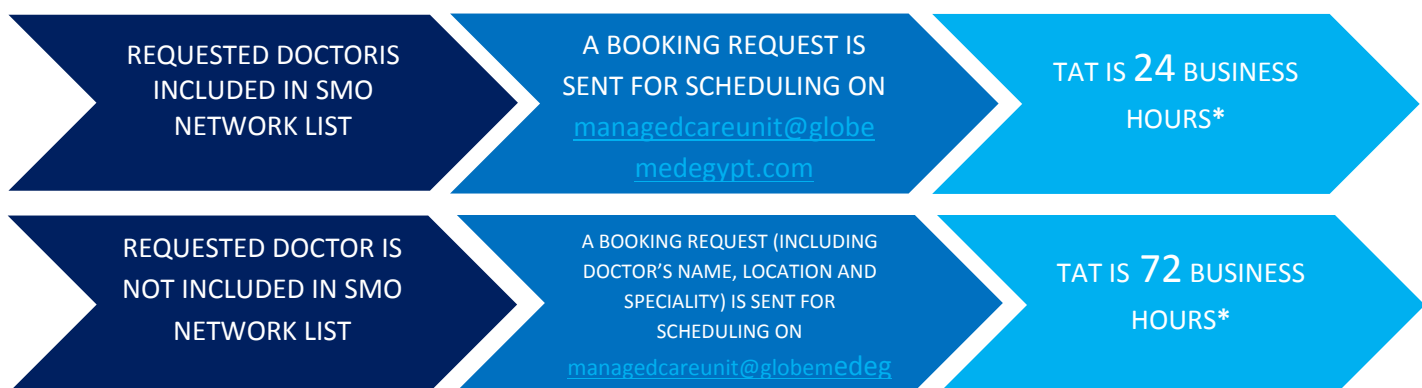 REQUESTED DOCTORIS
INCLUDED IN SMO
NETWORK LIST
A BOOKING REQUEST IS
SENT FOR SCHEDULING ON
managedcareunit@globe
medegypt.com
TAT IS 24 BUSINESS
HOURS*
REQUESTED DOCTOR IS
NOT INCLUDED IN SMO
NETWORK LIST
A BOOKING REQUEST (INCLUDING
DOCTOR’S NAME, LOCATION AND
SPECIALITY) IS SENT FOR
SCHEDULING ON
managedcareunit@globemedeg
TAT IS 72 BUSINESS
HOURS*